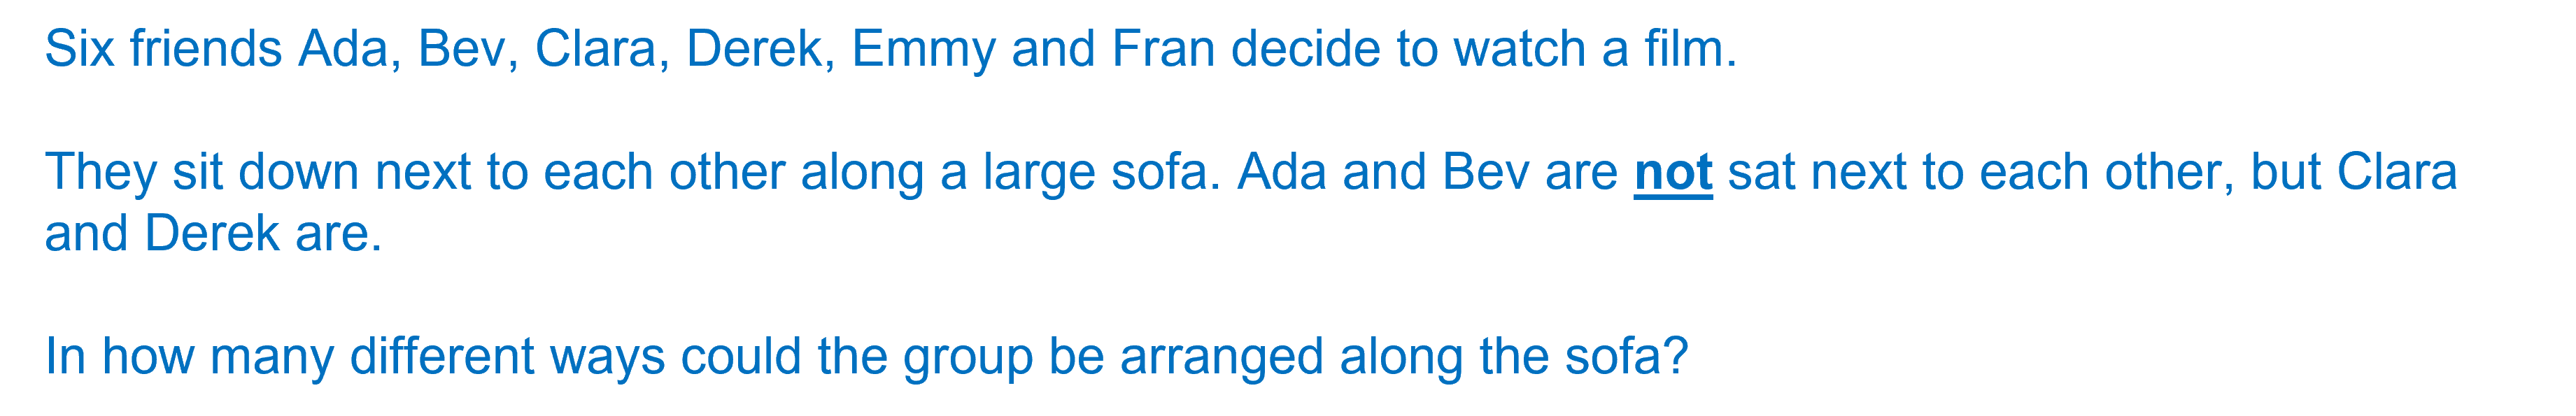 Six friends Ada, Bev, Clara, Derek, Emmy and Fran decide to watch a film.
They sit down next to each other along a large sofa. Ada and Bev are not sat next to each other, but Clara
and Derek are.
In how many different ways could the group be arranged along the sofa?